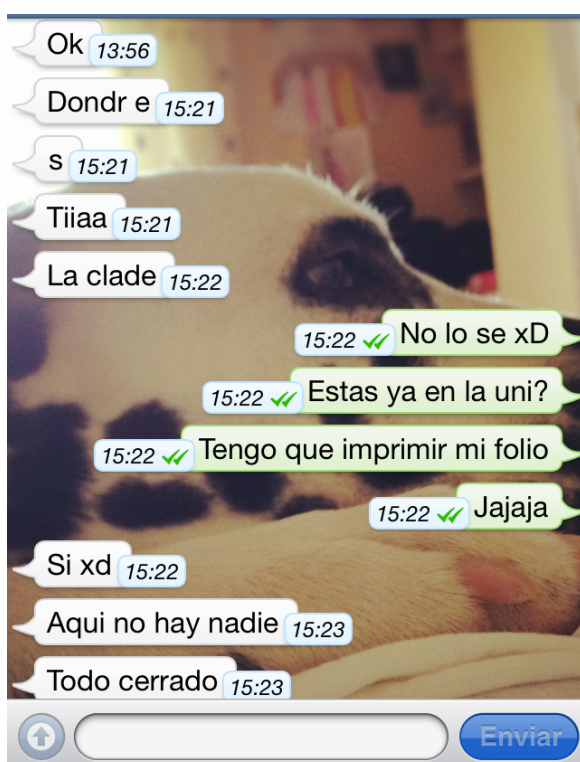 Ok 13:56
Dondr e 15:21
s 15:21
Tiiaa 15:21
La clade 15:22
15:22 No lo se xD
15:22 Estas ya en la uni?
15:22 Tengo que imprimir mi folio
15:22 Jajaja
Si xd 15:22
Aqui no hay nadie 15:23
Todo cerrado 15:23
Enviar